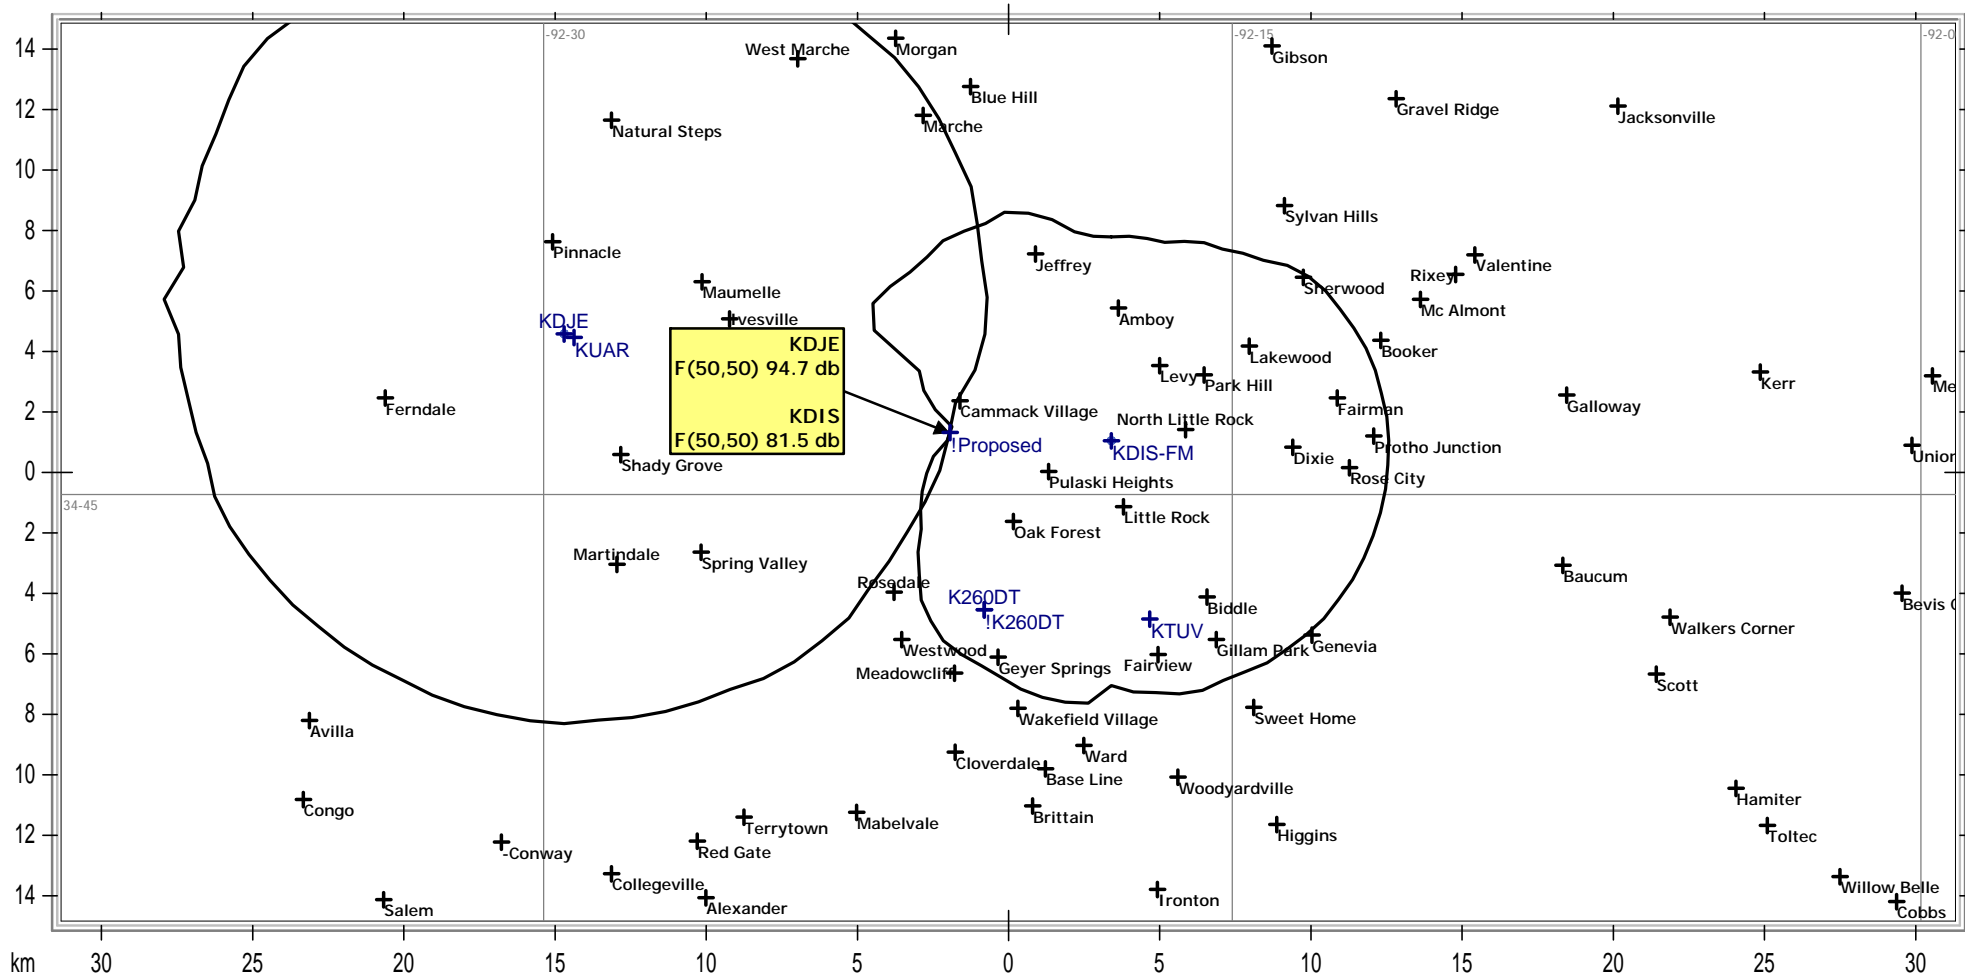 -92-30
-92-15
-92-0
14
West Marche
Morgan
Gibson
Blue Hill
12
Gravel Ridge
Jacksonville
Marche
Natural Steps
10
Sylvan Hills
8
Pinnacle
Jeffrey
Valentine
Rixey
6
Maumelle
Sherwood
Mc Almont
KDJE
vesville
Amboy
KUAR
KDJE
F(50,50) 94.7 db
KDIS
F(50,50) 81.5 db
4
Lakewood
Booker
Levy
Park Hill
Kerr
Me
2
Ferndale
Cammack Village
North Little Rock
Fairman
Galloway
!Proposed
KDIS-FM
Dixie
Protho Junction
Union
0
Shady Grove
Pulaski Heights
Rose City
34-45
Little Rock
2
Oak Forest
Martindale
Spring Valley
Rosedale
Baucum
4
K260DT
!K260DT
Biddle
Bevis
KTUV
Walkers Corner
6
Westwood
Gillam Park
Genevia
Meadowcliff
Geyer Springs
Fairview
Scott
8
Avilla
Wakefield Village
Sweet Home
Cloverdale
Ward
10
Base Line
Woodyardville
Congo
Hamiter
Brittain
12
Terrytown
Mabelvale
Higgins
Toltec
-Conway
Red Gate
Collegeville
Willow Belle
14
Salem
Alexander
Ironton
Cobbs
km 30 25 20 15 10 5 0 5 10 15 20 25 30